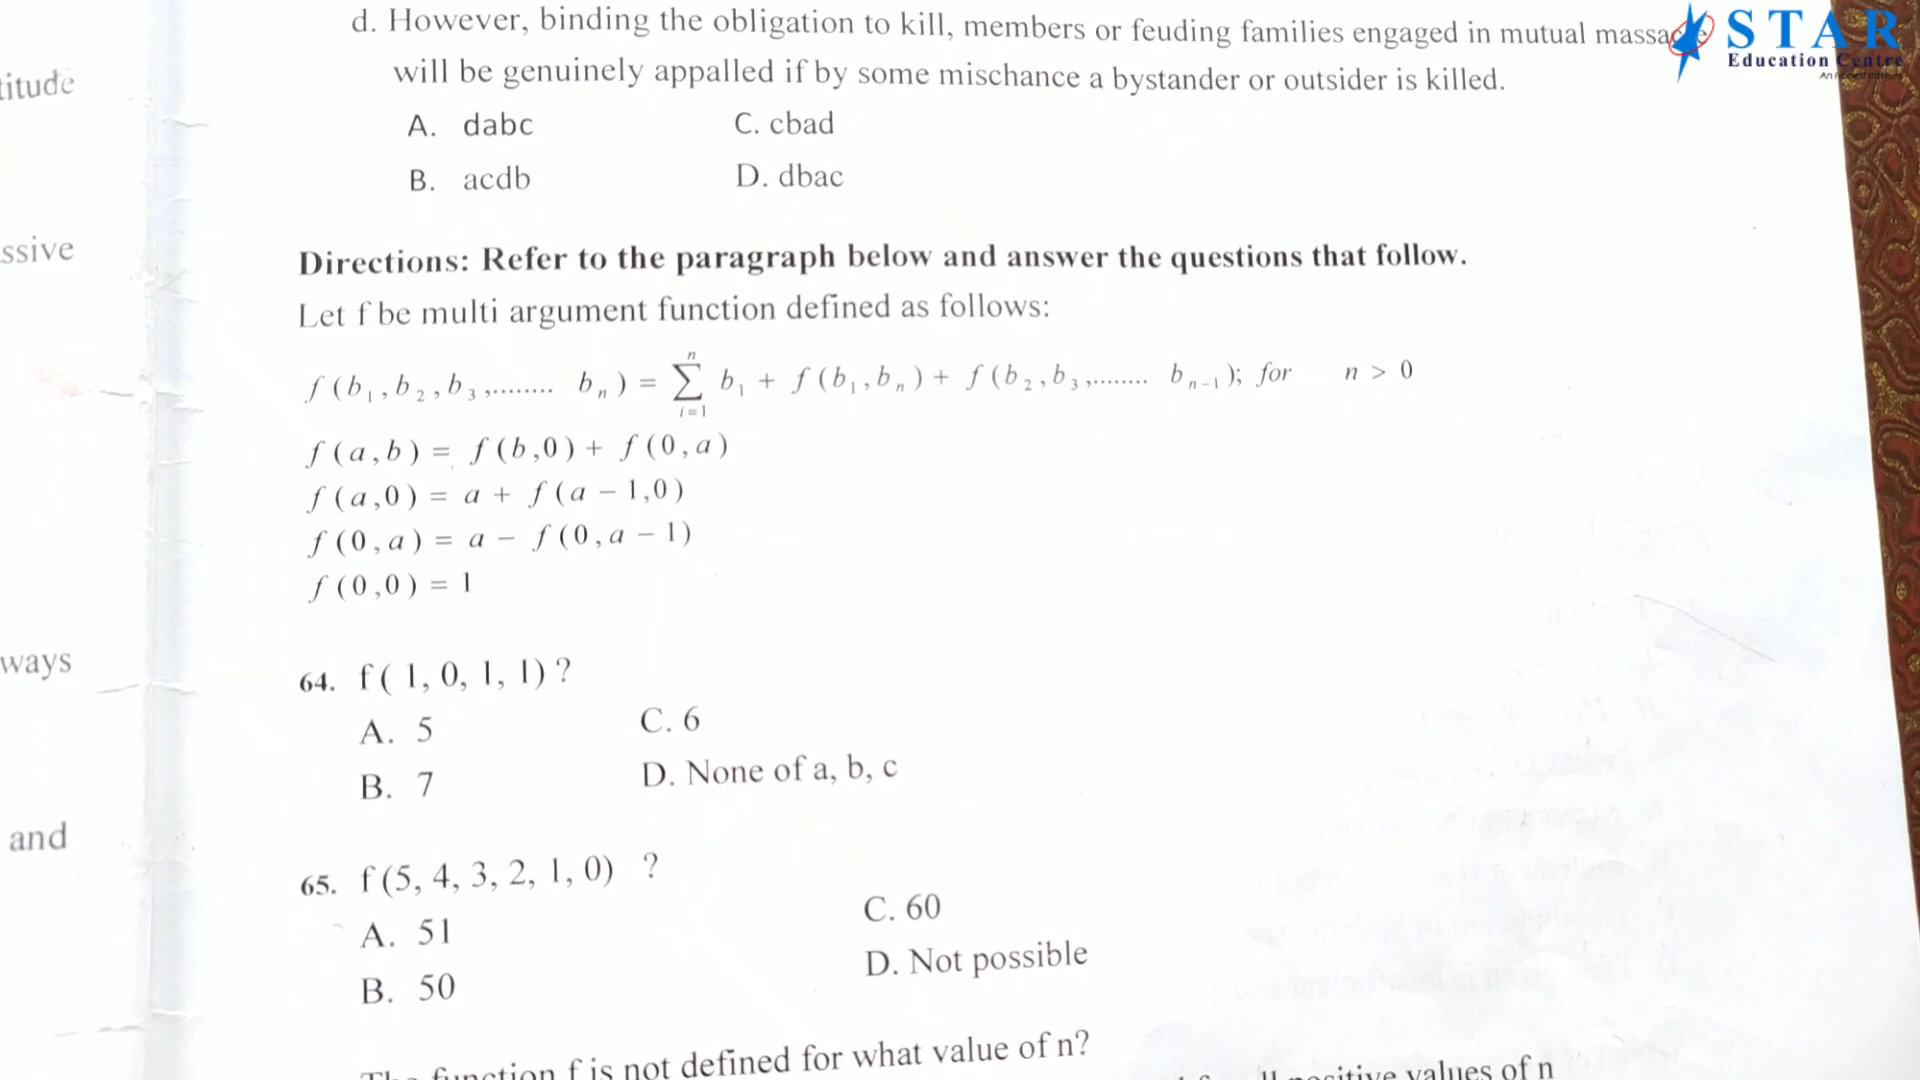 d. However, binding the obligation to kill, members or feuding families engaged in mutual
will be genuinely appalled if by some mischance a bystander or outsider is killed.
A. dabc
C. cbad
B. acdb
D. dbac
Directions: Refer to the paragraph below and answer the questions that follow.
Let f be multi argument function defined as follows:
f(b₁,b₂,b₃,........ bₙ) = ∑ⁿᵢ₌₁ b₁ + f(b₁,bₙ) + f(b₂,b₃,........ bₙ₋₁); for n > 0
f(a,b) = f(b,0) + f(0,a)
f(a,0) = a + f(a − 1,0)
f(0,a) = a − f(0,a − 1)
f(0,0) = 1
64. f( 1, 0, 1, 1) ?
A. 5
C. 6
B. 7
D. None of a, b, c
65. f (5, 4, 3, 2, 1, 0) ?
A. 51
C. 60
B. 50
D. Not possible
function f is not defined for what value of n?
positive values of n
itude
ssive
ways
and
STAR
Education Centre